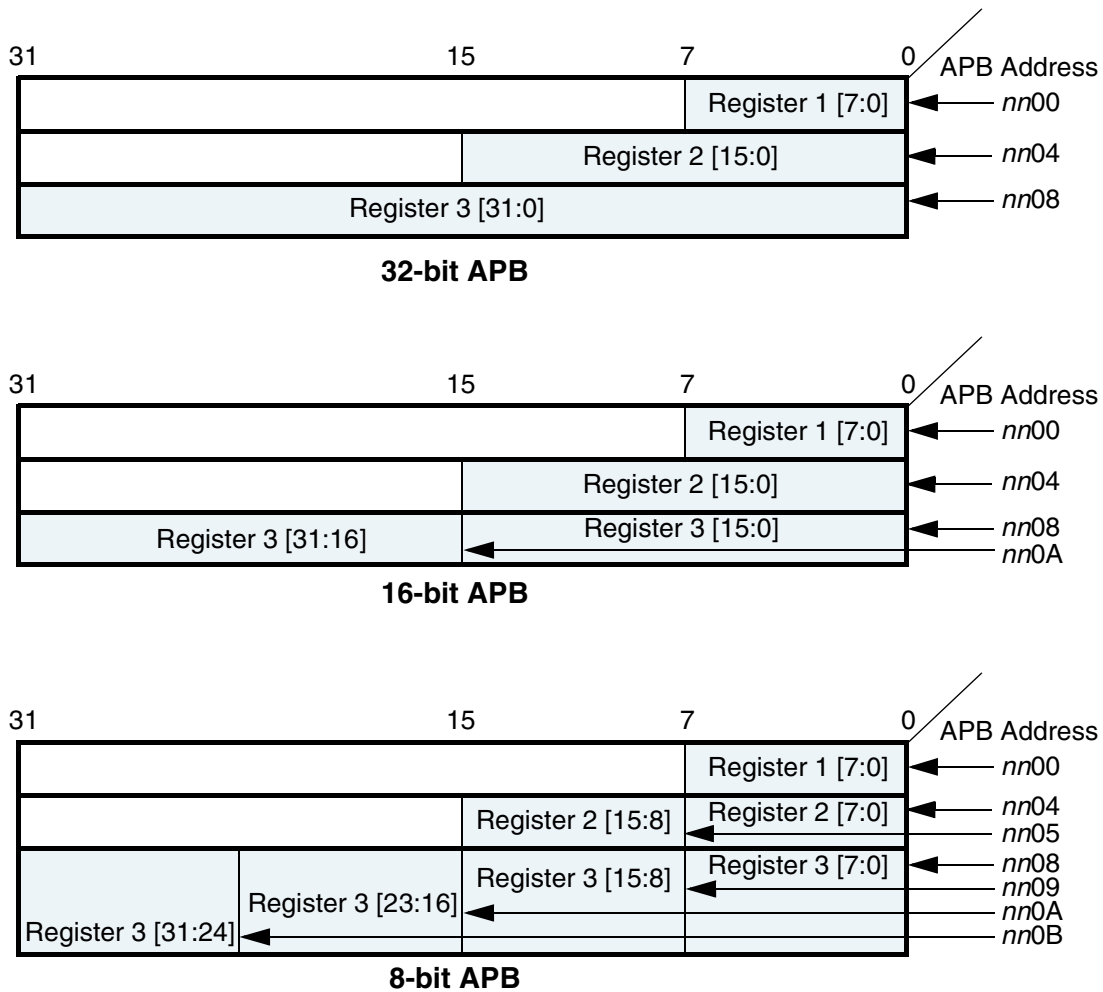 31 15 7 0
APB Address
Register 1 [7:0] nn00
Register 2 [15:0] nn04
Register 3 [31:0] nn08
32-bit APB
31 15 7 0
APB Address
Register 1 [7:0] nn00
Register 2 [15:0] nn04
Register 3 [31:16] Register 3 [15:0] nn08
nn0A
16-bit APB
31 15 7 0
APB Address
Register 1 [7:0] nn00
Register 2 [15:8] Register 2 [7:0] nn04
nn05
Register 3 [7:0] nn08
Register 3 [15:8] nn09
Register 3 [23:16] nn0A
Register 3 [31:24] nn0B
8-bit APB